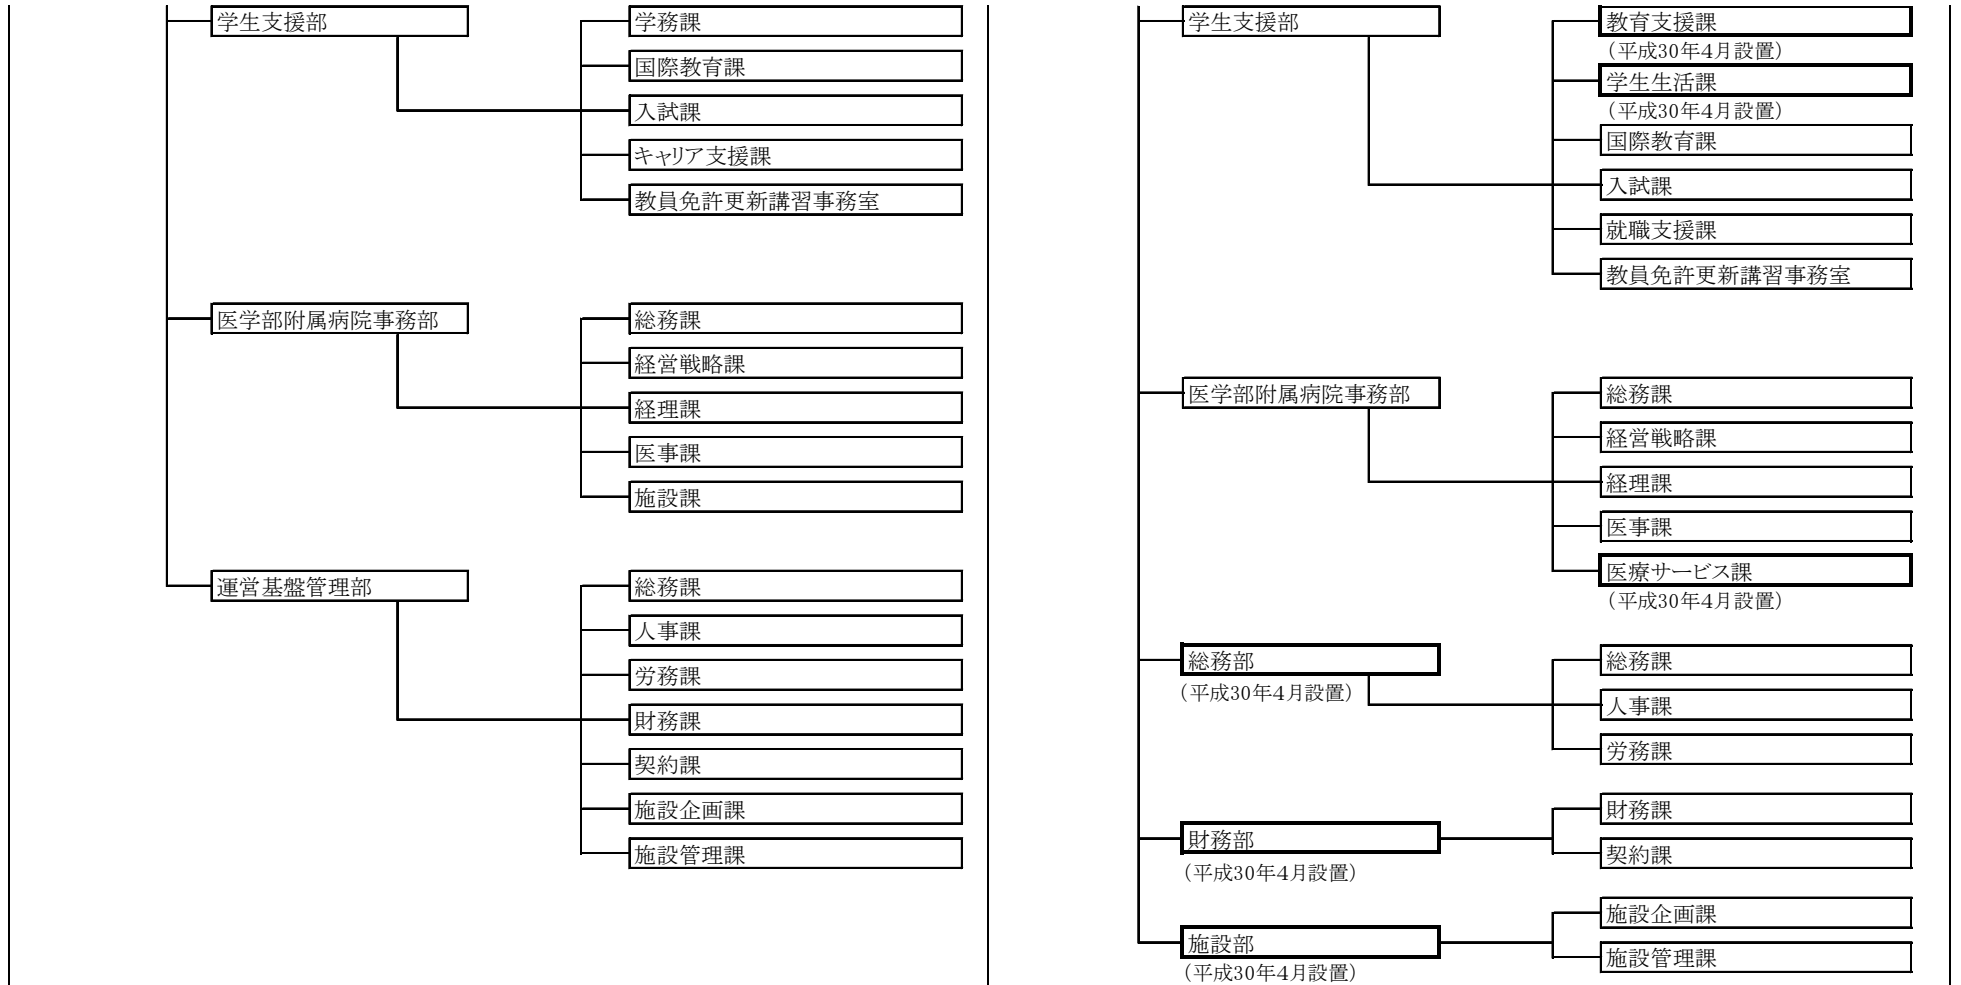 学生支援部
学務課
国際教育課
入試課
キャリア支援課
教員免許更新講習事務室
医学部附属病院事務部
総務課
経営戦略課
経理課
医事課
施設課
運営基盤管理部
総務課
人事課
労務課
財務課
契約課
施設企画課
施設管理課
学生支援部
教育支援課
（平成30年4月設置）
学生生活課
（平成30年4月設置）
国際教育課
入試課
就職支援課
教員免許更新講習事務室
医学部附属病院事務部
総務課
経営戦略課
経理課
医事課
医療サービス課
（平成30年4月設置）
総務部
（平成30年4月設置）
総務課
人事課
労務課
財務部
（平成30年4月設置）
財務課
契約課
施設部
（平成30年4月設置）
施設企画課
施設管理課